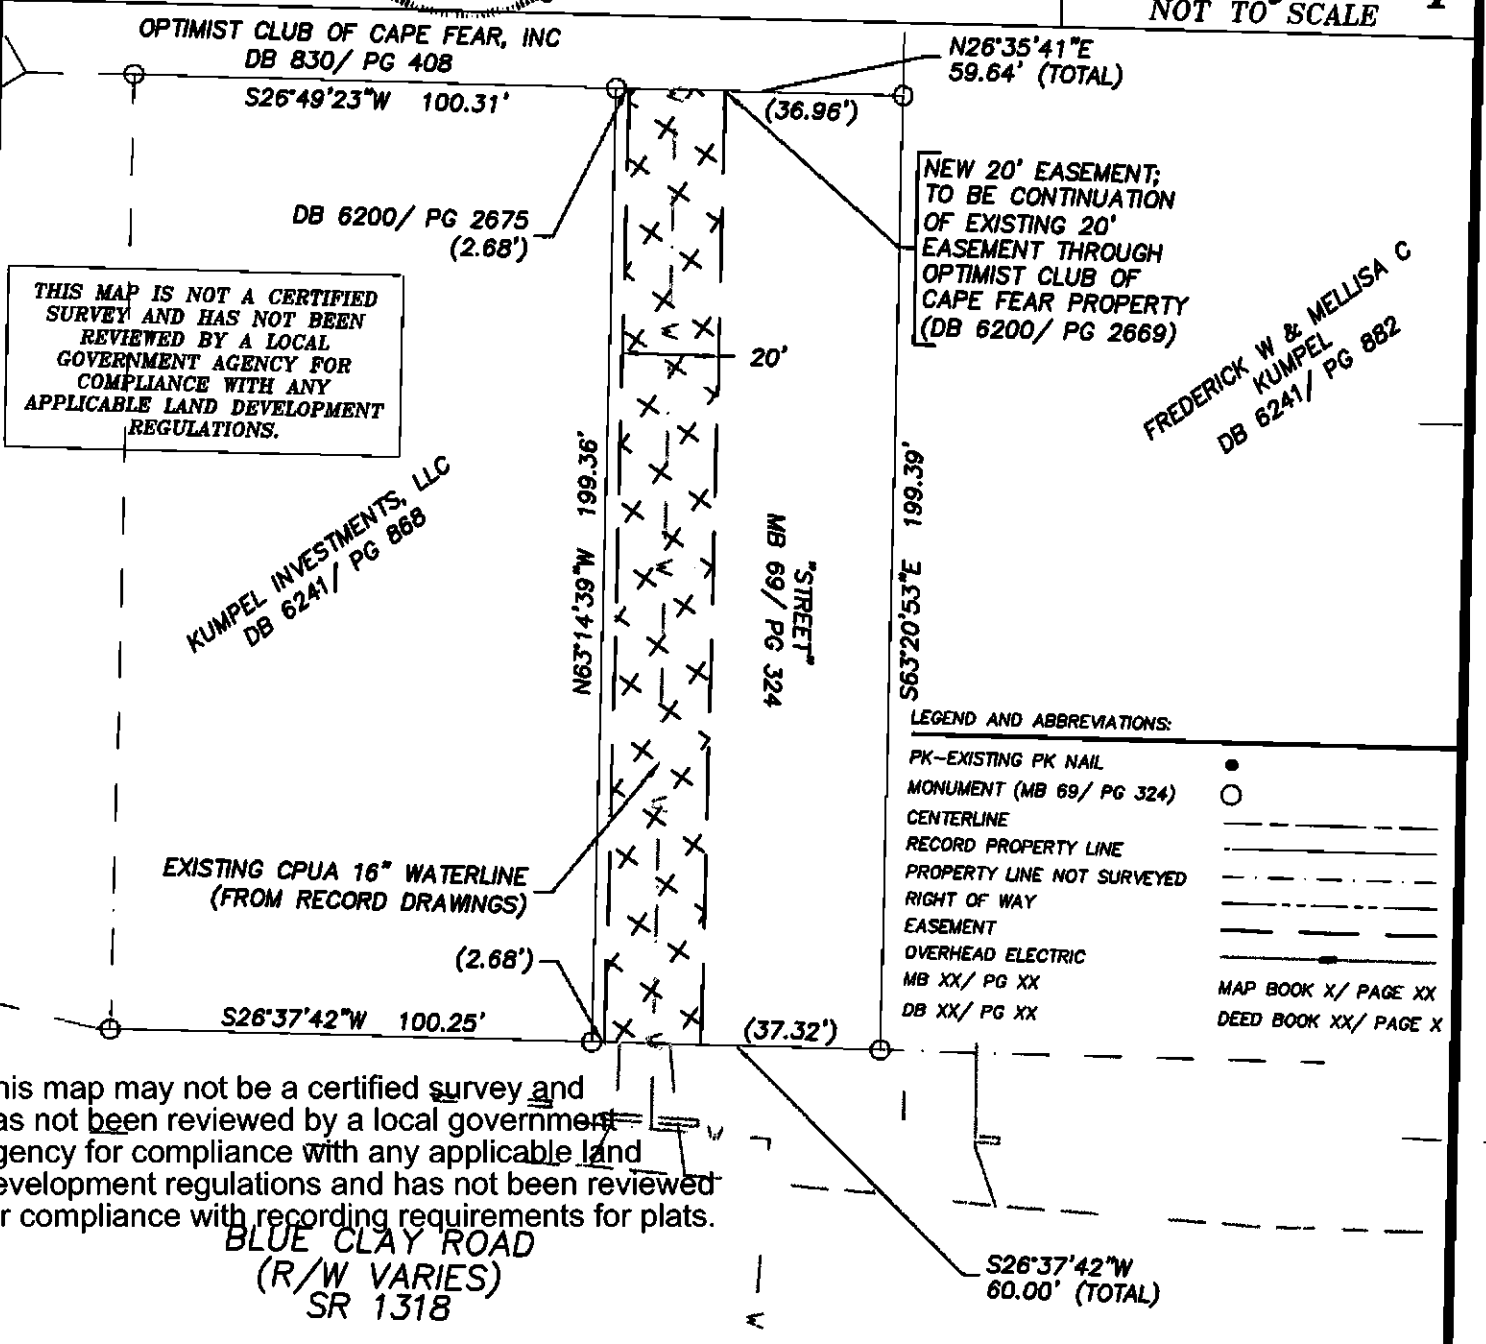 NOT TO SCALE
OPTIMIST CLUB OF CAPE FEAR, INC
DB 830/ PG 408
S26°49'23"W 100.31'
N26°35'41"E
59.64' (TOTAL)
(36.96')
DB 6200/ PG 2675
(2.68')
NEW 20' EASEMENT;
TO BE CONTINUATION
OF EXISTING 20'
EASEMENT THROUGH
OPTIMIST CLUB OF
CAPE FEAR PROPERTY
(DB 6200/ PG 2669)
THIS MAP IS NOT A CERTIFIED
SURVEY AND HAS NOT BEEN
REVIEWED BY A LOCAL
GOVERNMENT AGENCY FOR
COMPLIANCE WITH ANY
APPLICABLE LAND DEVELOPMENT
REGULATIONS.
20'
FREDERICK W & MELLISA C
KUMPEL
DB 6241/ PG 882
KUMPEL INVESTMENTS, LLC
DB 6241/ PG 868
N63°14'39"W 199.36'
"STREET"
MB 69/ PG 324
S63°20'53"E 199.39'
LEGEND AND ABBREVIATIONS:
PK-EXISTING PK NAIL
MONUMENT (MB 69/ PG 324)
CENTERLINE
RECORD PROPERTY LINE
PROPERTY LINE NOT SURVEYED
RIGHT OF WAY
EASEMENT
OVERHEAD ELECTRIC
MB XX/ PG XX MAP BOOK X/ PAGE XX
DB XX/ PG XX DEED BOOK XX/ PAGE X
EXISTING CPUA 16" WATERLINE
(FROM RECORD DRAWINGS)
(2.68')
S26°37'42"W 100.25'
(37.32')
W
W
W
W
W
his map may not be a certified survey and
as not been reviewed by a local government
gency for compliance with any applicable land
evelopment regulations and has not been reviewed
r compliance with recording requirements for plats.
BLUE CLAY ROAD
(R/W VARIES)
SR 1318
S26°37'42"W
60.00' (TOTAL)